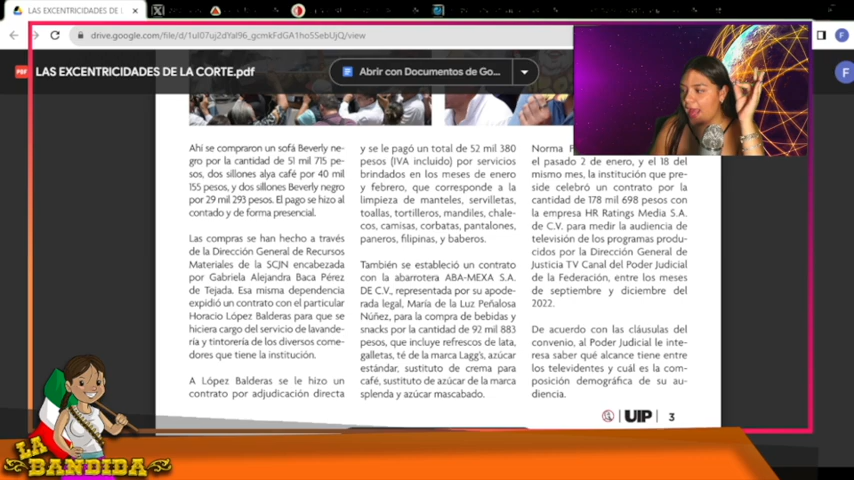 LAS EXCENTRICIDADES DE L
drive.google.com/file/d/1ul07uj2dYal96_gcmkFdGA1ho5SebUjQ/view
PDF LAS EXCENTRICIDADES DE LA CORTE.pdf
Abrir con Documentos de Go...
F
F
Ahí se compraron un sofá Beverly ne-
gro por la cantidad de 51 mil 715 pe-
sos, dos sillones alya café por 40 mil
155 pesos, y dos sillones Beverly negro
por 29 mil 293 pesos. El pago se hizo al
contado y de forma presencial.
Las compras se han hecho a través
de la Dirección General de Recursos
Materiales de la SCJN encabezada
por Gabriela Alejandra Baca Pérez
de Tejada. Esa misma dependencia
expidió un contrato con el particular
Horacio López Balderas para que se
hiciera cargo del servicio de lavande-
ría y tintorería de los diversos come-
dores que tiene la institución.
A López Balderas se le hizo un
contrato por adjudicación directa
y se le pagó un total de 52 mil 380
pesos (IVA incluido) por servicios
brindados en los meses de enero
y febrero, que corresponde a la
limpieza de manteles, servilletas,
toallas, tortilleros, mandiles, chale-
cos, camisas, corbatas, pantalones,
paneros, filipinas, y baberos.
También se estableció un contrato
con la abarrotera ABA-MEXA S.A.
DE C.V., representada por su apode-
rada legal, María de la Luz Peñalosa
Núñez, para la compra de bebidas y
snacks por la cantidad de 92 mil 883
pesos, que incluye refrescos de lata,
galletas, té de la marca Lagg's, azúcar
estándar, sustituto de crema para
café, sustituto de azúcar de la marca
splenda y azúcar mascabado.
Norma
el pasado 2 de enero, y el 18 del
mismo mes, la institución que pre-
side celebró un contrato por la
cantidad de 178 mil 698 pesos con
la empresa HR Ratings Media S.A.
de C.V. para medir la audiencia de
televisión de los programas produ-
cidos por la Dirección General de
Justicia TV Canal del Poder Judicial
de la Federación, entre los meses
de septiembre y diciembre del
2022.
De acuerdo con las cláusulas del
convenio, al Poder Judicial le inte-
resa saber qué alcance tiene entre
los televidentes y cuál es la com-
posición demográfica de su au-
diencia.
UIP 3
LA
BANDIDA